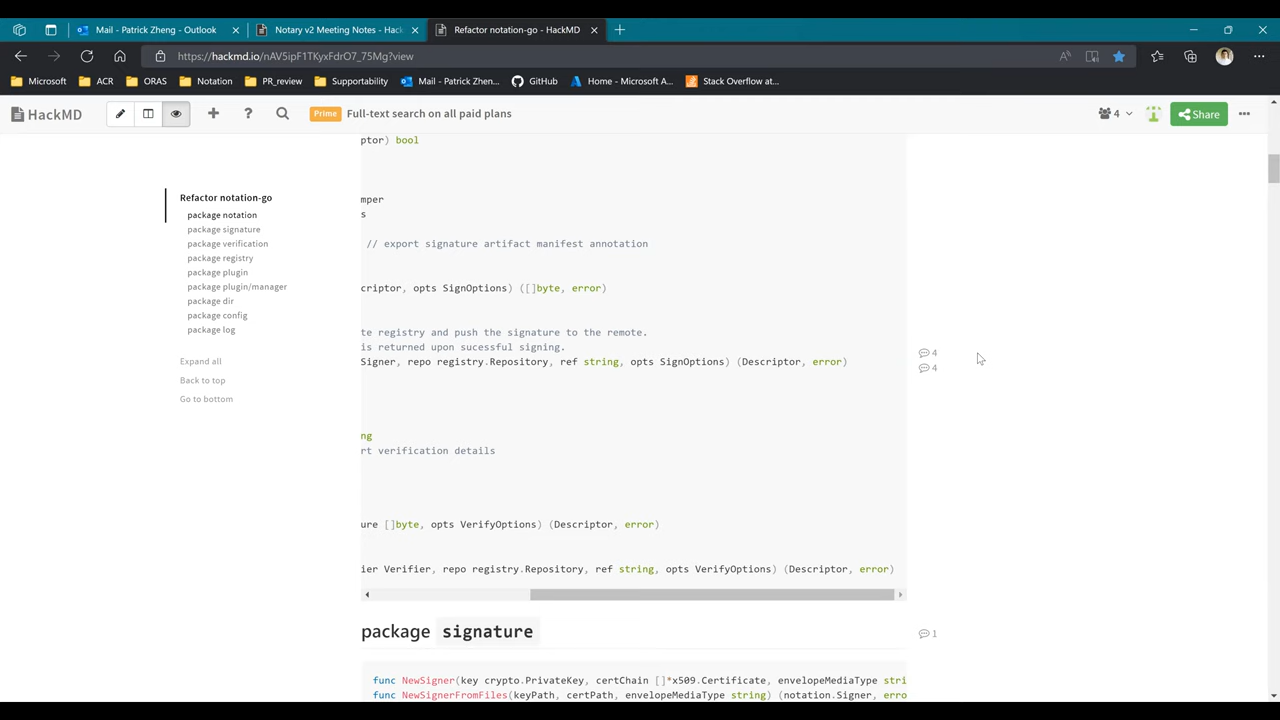 Mail - Patrick Zheng - Outlook
Notary v2 Meeting Notes - Hack
Refactor notation-go - HackMD
https://hackmd.io/nAV5ipF1TKyxFdrO7_75Mg?view
Microsoft
ACR
ORAS
Notation
PR_review
Supportability
Mail - Patrick Zhen...
GitHub
Home - Microsoft A...
Stack Overflow at...
HackMD
Prime
Full-text search on all paid plans
4
Share
Refactor notation-go
package notation
package signature
package verification
package registry
package plugin
package plugin/manager
package dir
package config
package log
Expand all
Back to top
Go to bottom
ptor) bool
mper
s
// export signature artifact manifest annotation
criptor, opts SignOptions) ([]byte, error)
te registry and push the signature to the remote.
is returned upon sucessful signing.
Signer, repo registry.Repository, ref string, opts SignOptions) (Descriptor, error)
4
4
ng
rt verification details
ure []byte, opts VerifyOptions) (Descriptor, error)
ier Verifier, repo registry.Repository, ref string, opts VerifyOptions) (Descriptor, error)
package signature
1
func NewSigner(key crypto.PrivateKey, certChain []*x509.Certificate, envelopeMediaType stri
func NewSignerFromFiles(keyPath, certPath, envelopeMediaType string) (notation.Signer, erro